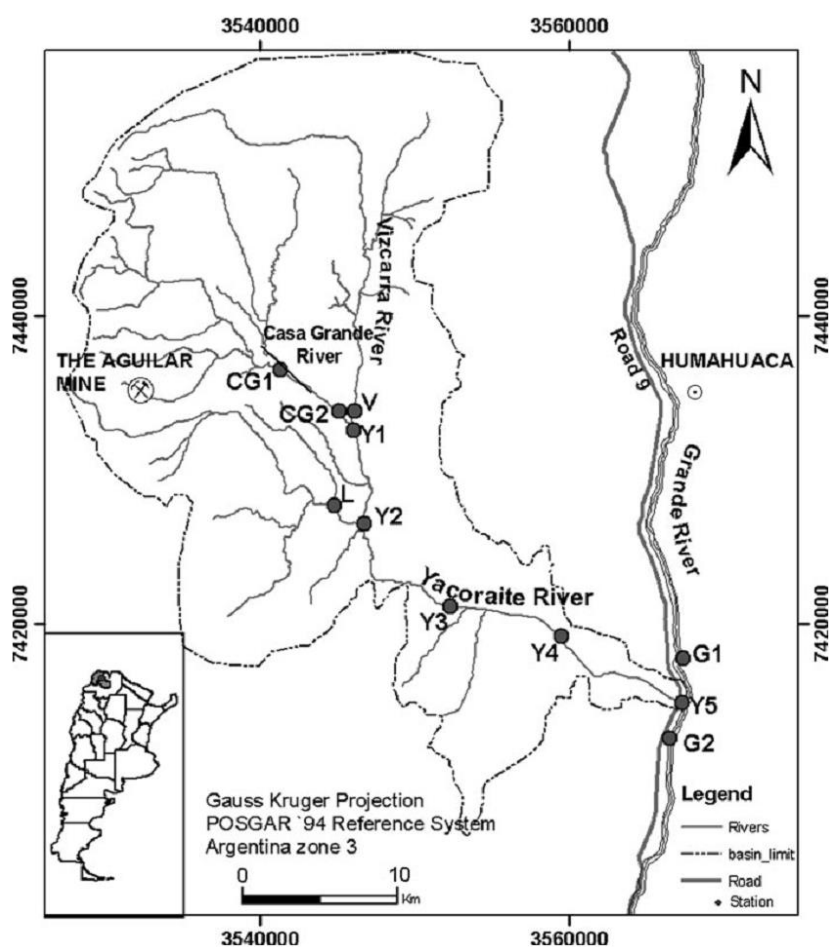 3540000
3560000
N
Vizcarra River
7440000
7440000
Casa Grande
River
THE AGUILAR
MINE
CG1
Road 9
HUMAHUACA
CG2
V
Y1
Grande River
L
Y2
Yacoraite River
Y3
7420000
7420000
Y4
G1
Y5
G2
Gauss Kruger Projection
POSGAR `94 Reference System
Argentina zone 3
0
10
Km
Legend
Rivers
basin_limit
Road
Station
3540000
3560000